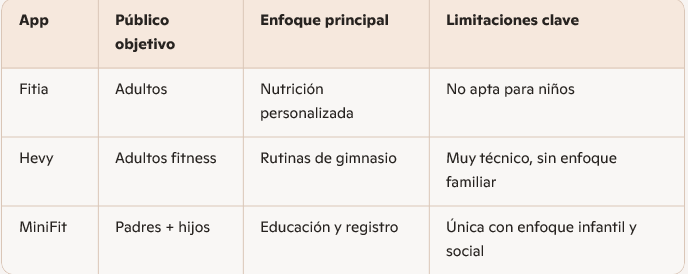 App
Público
objetivo
Enfoque principal
Limitaciones clave
Fitia
Adultos
Nutrición
personalizada
No apta para niños
Hevy
Adultos fitness
Rutinas de gimnasio
Muy técnico, sin enfoque
familiar
MiniFit
Padres + hijos
Educación y registro
Única con enfoque infantil y
social